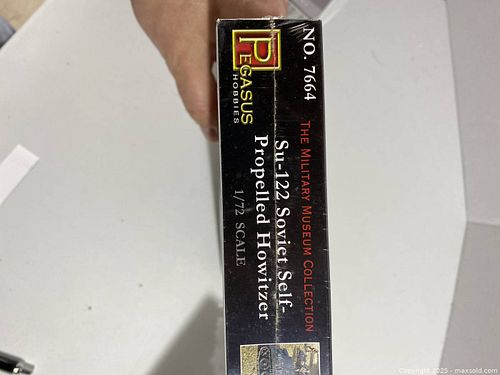 NO. 7664
THE MILITARY MUSEUM COLLECTION
PEGASUS
HOBBIES
Su-122 Soviet Self-
Propelled Howitzer
1/72 SCALE
Copyright 2025 - maxsold.com